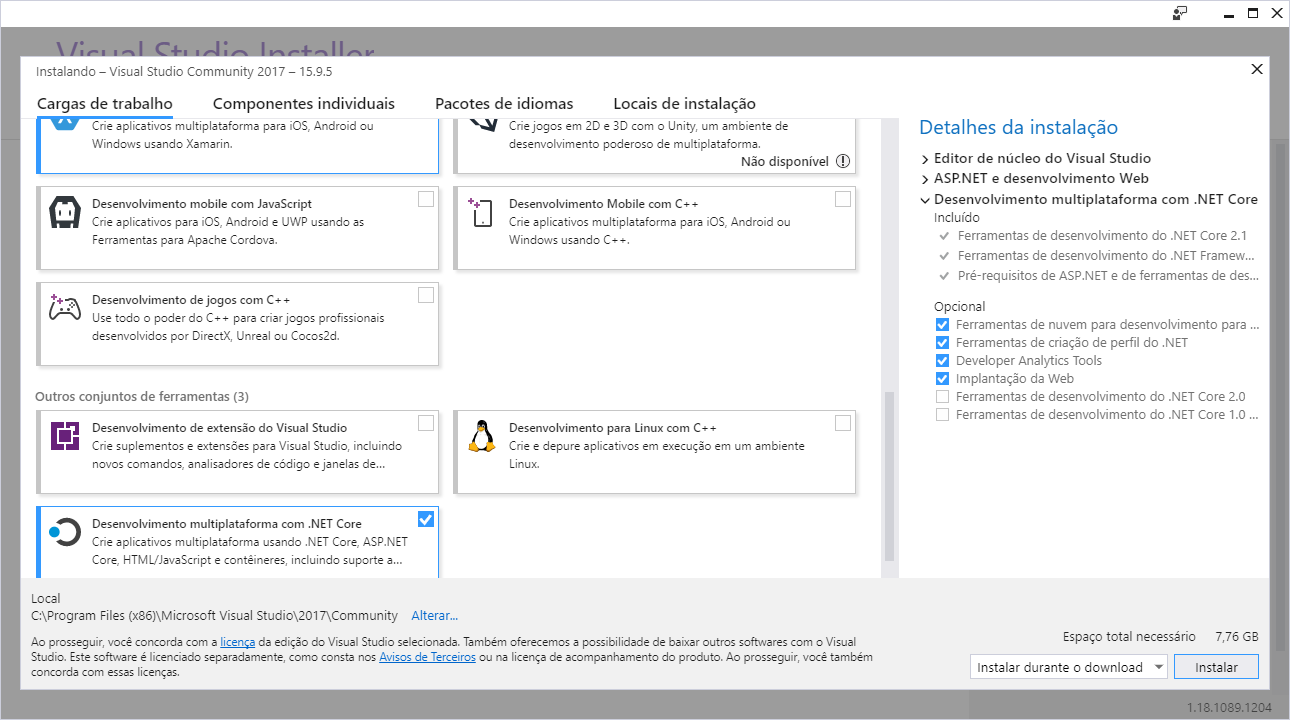 Visual Studio Installer
Instalando – Visual Studio Community 2017 – 15.9.5
Cargas de trabalho
Componentes individuais
Pacotes de idiomas
Locais de instalação
Crie aplicativos multiplataforma para iOS, Android ou
Windows usando Xamarin.
Crie jogos em 2D e 3D com o Unity, um ambiente de
desenvolvimento poderoso de multiplataforma.
Não disponível
Desenvolvimento mobile com JavaScript
Crie aplicativos para iOS, Android e UWP usando as
Ferramentas para Apache Cordova.
Desenvolvimento Mobile com C++
Crie aplicativos multiplataforma para iOS, Android ou
Windows usando C++.
Desenvolvimento de jogos com C++
Use todo o poder do C++ para criar jogos profissionais
desenvolvidos por DirectX, Unreal ou Cocos2d.
Outros conjuntos de ferramentas (3)
Desenvolvimento de extensão do Visual Studio
Crie suplementos e extensões para Visual Studio, incluindo
novos comandos, analisadores de código e janelas de...
Desenvolvimento para Linux com C++
Crie e depure aplicativos em execução em um ambiente
Linux.
Desenvolvimento multiplataforma com .NET Core
Crie aplicativos multiplataforma usando .NET Core, ASP.NET
Core, HTML/JavaScript e contêineres, incluindo suporte a...
Detalhes da instalação
Editor de núcleo do Visual Studio
ASP.NET e desenvolvimento Web
Desenvolvimento multiplataforma com .NET Core
Incluído
Ferramentas de desenvolvimento do .NET Core 2.1
Ferramentas de desenvolvimento do .NET Framew...
Pré-requisitos de ASP.NET e de ferramentas de des...
Opcional
Ferramentas de nuvem para desenvolvimento para ...
Ferramentas de criação de perfil do .NET
Developer Analytics Tools
Implantação da Web
Ferramentas de desenvolvimento do .NET Core 2.0
Ferramentas de desenvolvimento do .NET Core 1.0 ...
Local
C:\Program Files (x86)\Microsoft Visual Studio\2017\Community Alterar...
Ao prosseguir, você concorda com a licença da edição do Visual Studio selecionada. Também oferecemos a possibilidade de baixar outros softwares com o Visual
Studio. Este software é licenciado separadamente, como consta nos Avisos de Terceiros ou na licença de acompanhamento do produto. Ao prosseguir, você também
concorda com essas licenças.
Espaço total necessário 7,76 GB
Instalar durante o download
Instalar
1.18.1089.1204